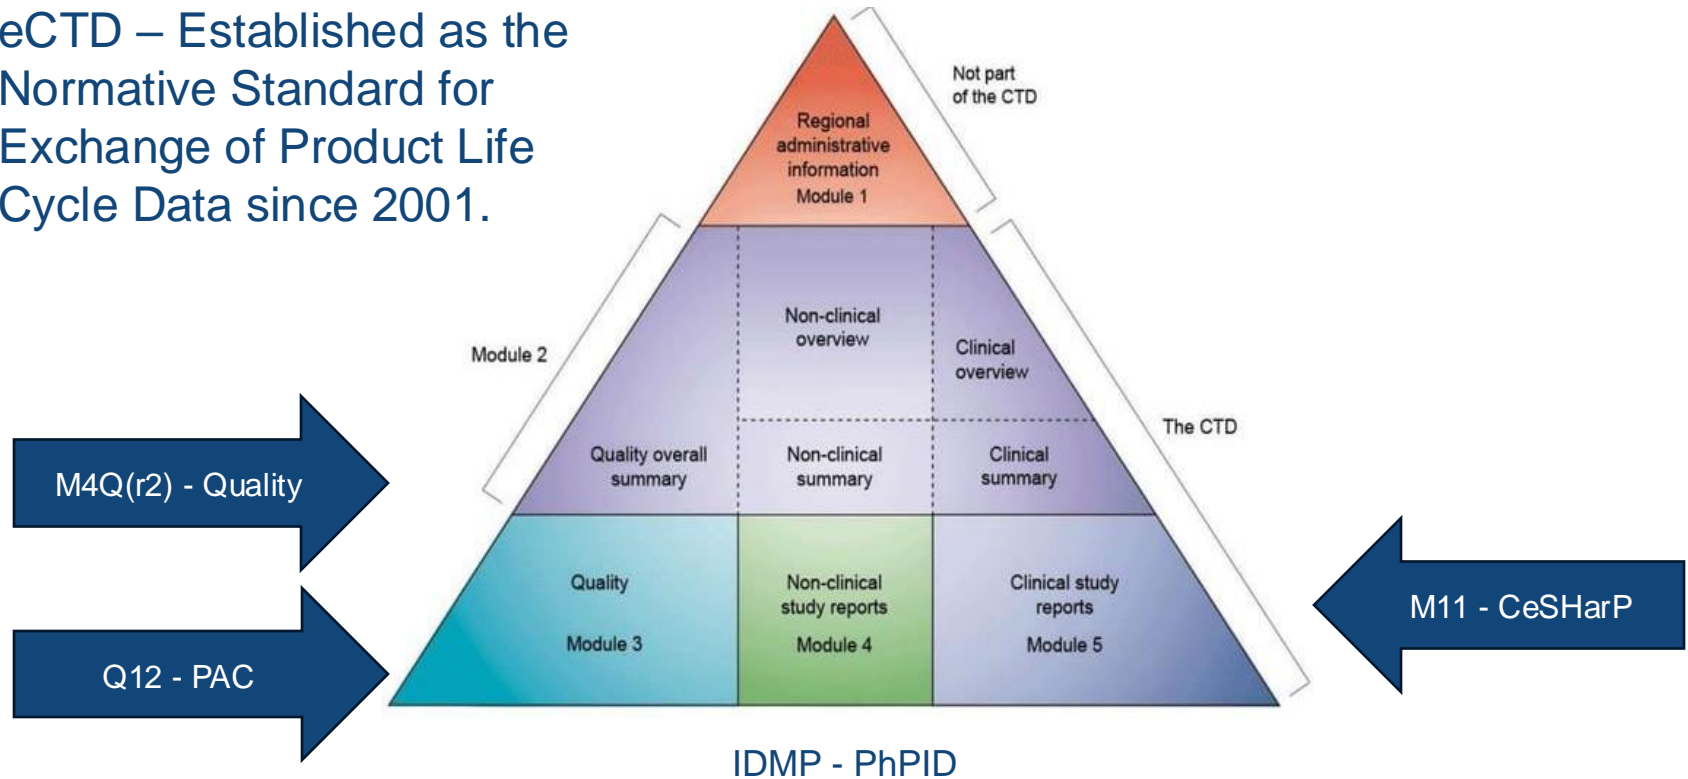 eCTD – Established as the
Normative Standard for
Exchange of Product Life
Cycle Data since 2001.
Not part
of the CTD
Regional
administrative
information
Module 1
Module 2
Non-clinical
overview
Clinical
overview
The CTD
Quality overall
summary
Non-clinical
summary
Clinical
summary
M4Q(r2) - Quality
Quality
Module 3
Non-clinical
study reports
Module 4
Clinical study
reports
Module 5
M11 - CeSHarP
Q12 - PAC
IDMP - PhPID